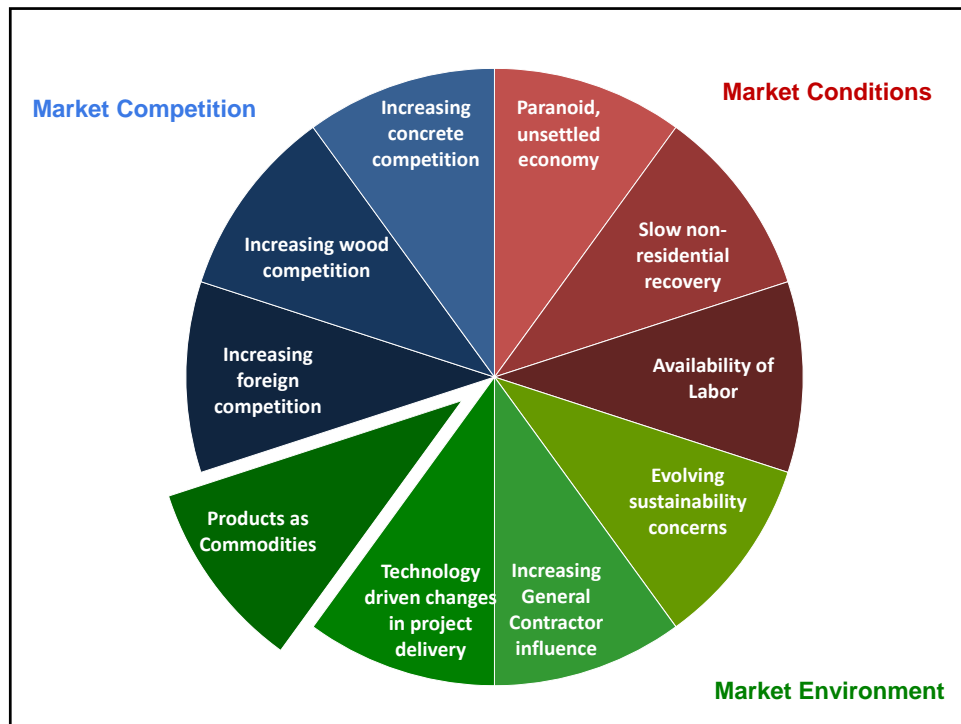 Market Competition
Market Conditions
Increasing
concrete
competition
Paranoid,
unsettled
economy
Slow non-
residential
recovery
Availability of
Labor
Evolving
sustainability
concerns
Increasing
General
Contractor
influence
Technology
driven changes
in project
delivery
Products as
Commodities
Increasing
foreign
competition
Increasing wood
competition
Market Environment